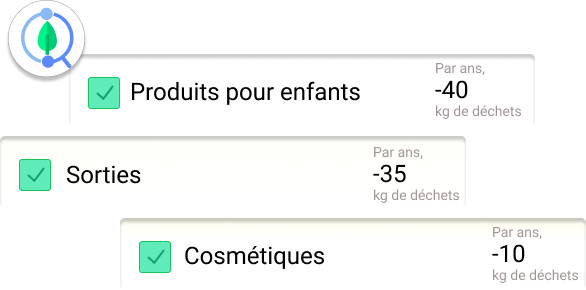 Par ans,
Produits pour enfants
-40
kg de déchets
Par ans,
Sorties
-35
kg de déchets
Par ans,
Cosmétiques
-10
kg de déchets